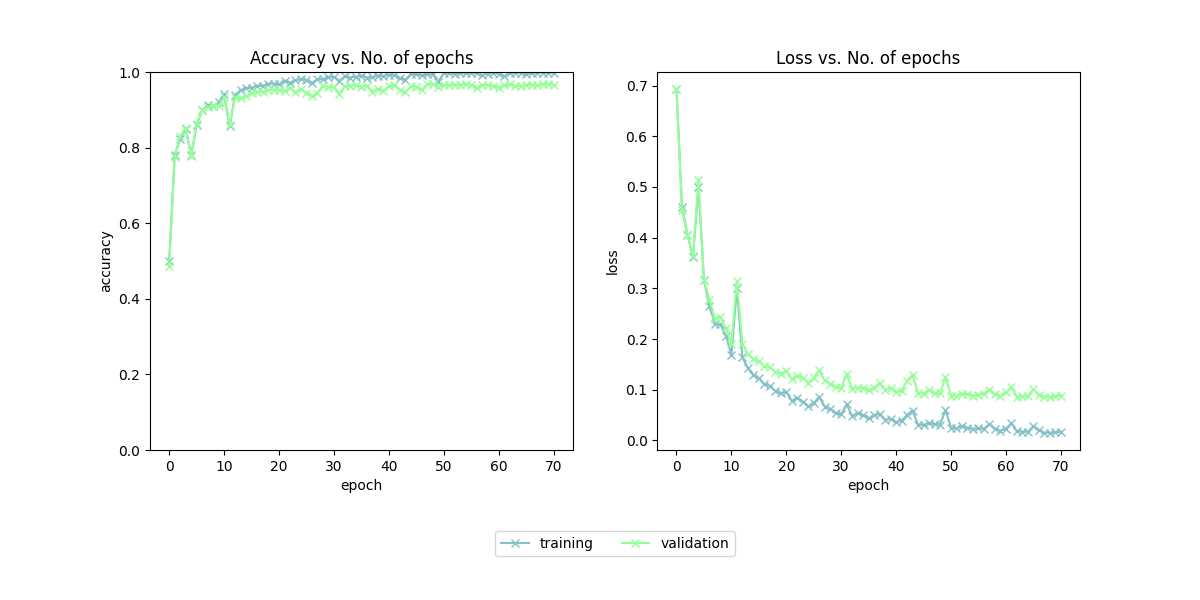 Accuracy vs. No. of epochs
1.0
0.8
0.6
0.4
0.2
0.0
accuracy
0 10 20 30 40 50 60 70
epoch
Loss vs. No. of epochs
0.7
0.6
0.5
0.4
0.3
0.2
0.1
0.0
loss
0 10 20 30 40 50 60 70
epoch
training validation